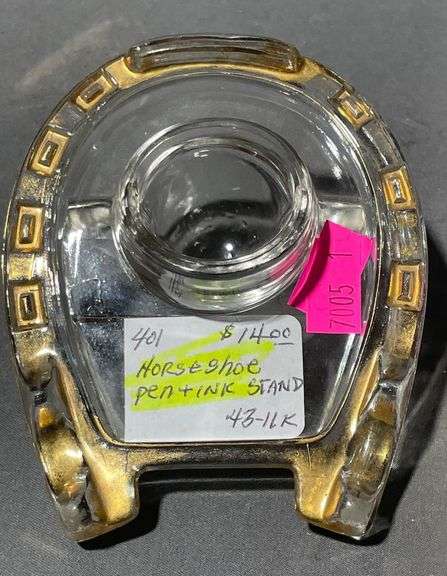 401 $14.00
Horseshoe
pen + ink STAND
43-11K
7005 1